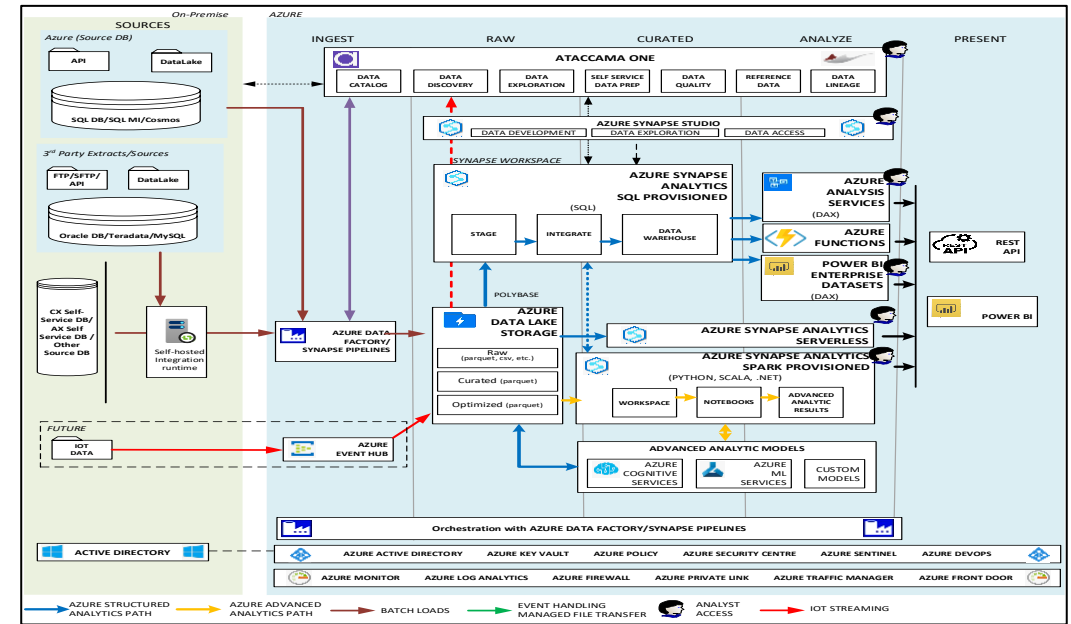 On-Premise
AZURE
SOURCES
Azure (Source DB)
API
DataLake
SQL DB/SQL MI/Cosmos
3rd Party Extracts/Sources
FTP/SFTP/
API
DataLake
Oracle DB/Teradata/MySQL
CX Self-
Service DB/
AX Self
Service DB /
Other
Source DB
Self-hosted
Integration
runtime
FUTURE
IOT
DATA
AZURE
EVENT HUB
ACTIVE DIRECTORY
INGEST
RAW
CURATED
ANALYZE
PRESENT
ATACCAMA ONE
DATA
CATALOG
DATA
DISCOVERY
DATA
EXPLORATION
SELF SERVICE
DATA PREP
DATA
QUALITY
REFERENCE
DATA
DATA
LINEAGE
AZURE SYNAPSE STUDIO
DATA DEVELOPMENT
DATA EXPLORATION
DATA ACCESS
SYNAPSE WORKSPACE
AZURE SYNAPSE
ANALYTICS
SQL PROVISIONED
(SQL)
STAGE
INTEGRATE
DATA
WAREHOUSE
AZURE
ANALYSIS
SERVICES
(DAX)
AZURE
FUNCTIONS
POWER BI
ENTERPRISE
DATASETS
(DAX)
REST
API
REST
API
POWER BI
POLYBASE
AZURE DATA
FACTORY/
SYNAPSE PIPELINES
AZURE
DATA LAKE
STORAGE
Raw
(parquet, csv, etc.)
Curated (parquet)
Optimized (parquet)
AZURE SYNAPSE ANALYTICS
SERVERLESS
AZURE SYNAPSE ANALYTICS
SPARK PROVISIONED
(PYTHON, SCALA, .NET)
WORKSPACE
NOTEBOOKS
ADVANCED
ANALYTIC
RESULTS
ADVANCED ANALYTIC MODELS
AZURE
COGNITIVE
SERVICES
AZURE
ML
SERVICES
CUSTOM
MODELS
Orchestration with AZURE DATA FACTORY/SYNAPSE PIPELINES
AZURE ACTIVE DIRECTORY AZURE KEY VAULT AZURE POLICY AZURE SECURITY CENTRE AZURE SENTINEL AZURE DEVOPS
AZURE MONITOR AZURE LOG ANALYTICS AZURE FIREWALL AZURE PRIVATE LINK AZURE TRAFFIC MANAGER AZURE FRONT DOOR
AZURE STRUCTURED
ANALYTICS PATH
AZURE ADVANCED
ANALYTICS PATH
BATCH LOADS
EVENT HANDLING
MANAGED FILE TRANSFER
ANALYST
ACCESS
IOT STREAMING